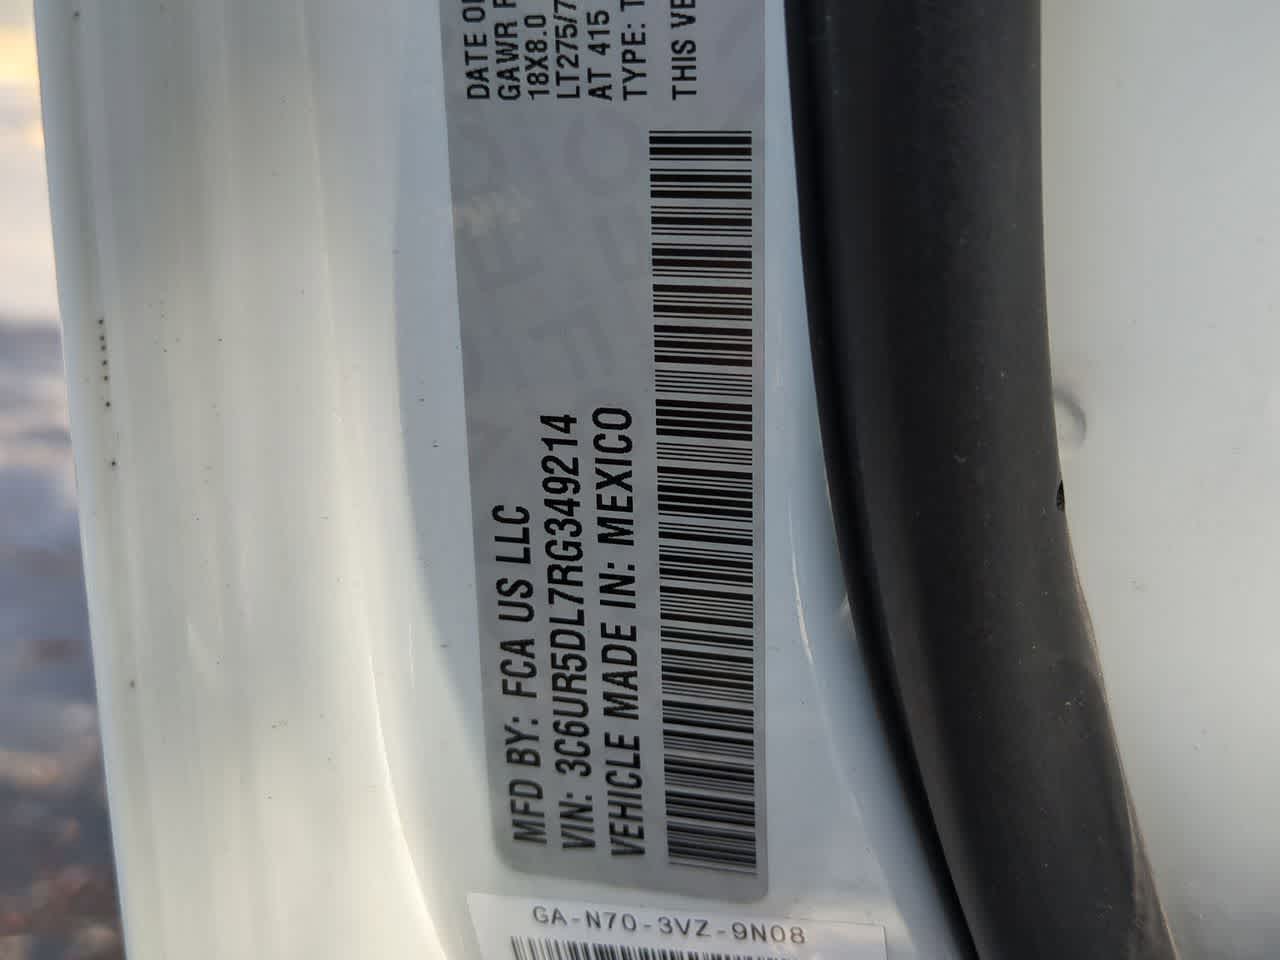 MFD BY: FCA US LLC
VIN: 3C6UR5DL7RG349214
VEHICLE MADE IN: MEXICO
DATE O
GAWR
18X8.0
LT275/7
AT 415
TYPE: T
THIS VE
GA-N70-3VZ-9N08